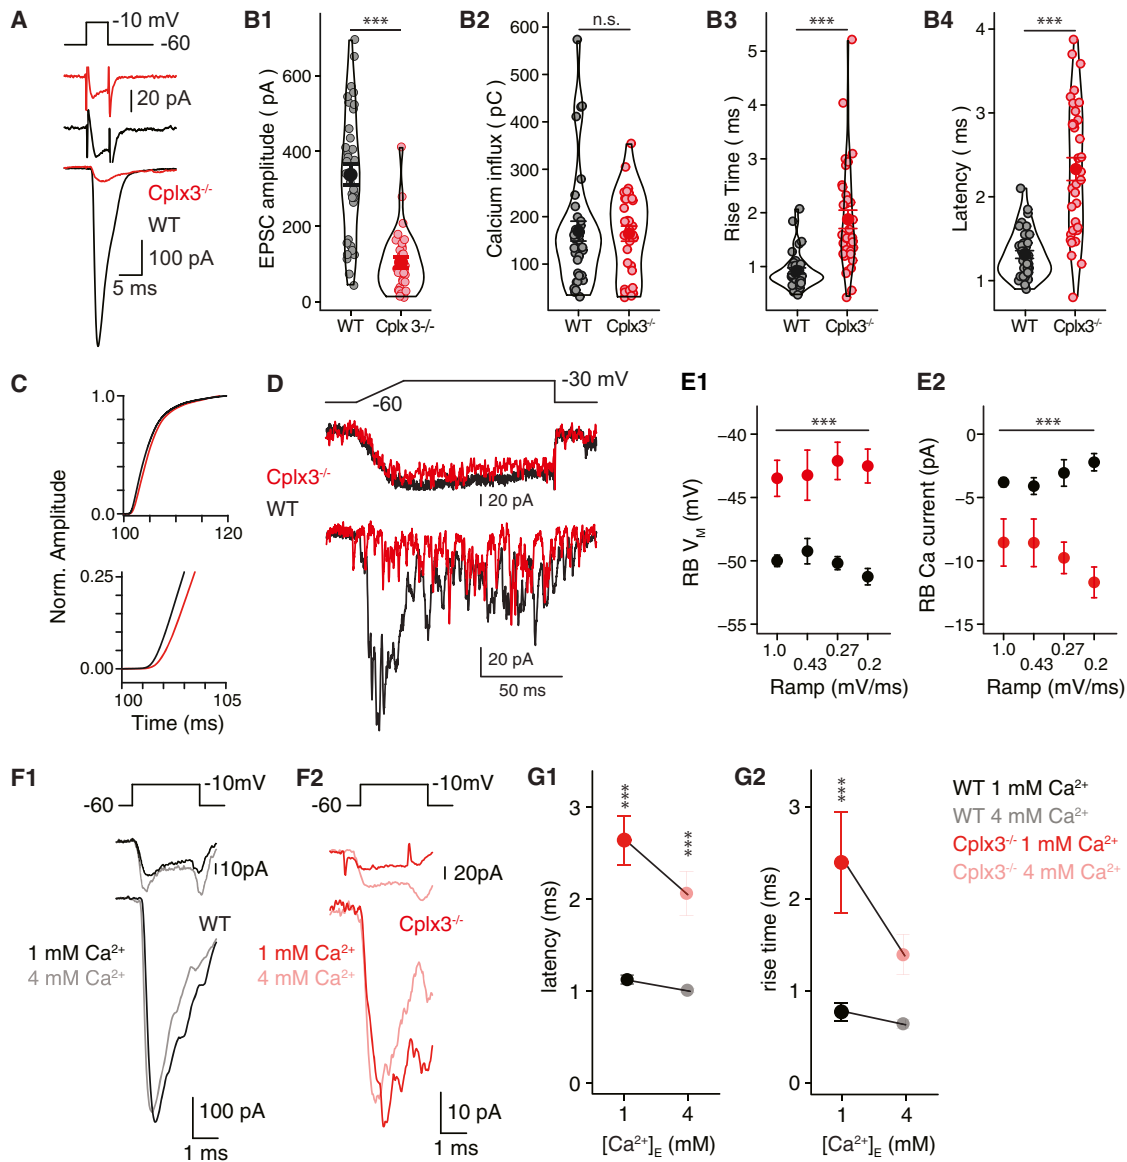 A
-10 mV
-60
20 pA
Cplx3-/-
WT
100 pA
5 ms
B1
***
EPSC amplitude ( pA)
600
400
200
0
WT
Cplx 3-/-
B2
n.s.
Calcium influx ( pC )
600
500
400
300
200
100
WT
Cplx3-/-
B3
***
Rise Time ( ms )
5
4
3
2
1
WT
Cplx3-/-
B4
***
Latency ( ms )
4
3
2
1
WT
Cplx3-/-
C
Norm. Amplitude
1.0
0.0
100
120
0.25
0.00
100
105
Time (ms)
D
-30 mV
-60
Cplx3-/-
WT
20 pA
20 pA
50 ms
E1
***
RB VM (mV)
−40
−45
−50
−55
1.0
0.43
0.27
0.2
Ramp (mV/ms)
E2
***
RB Ca current (pA)
0
−5
−10
−15
1.0
0.43
0.27
0.2
Ramp (mV/ms)
F1
-10mV
-60
10pA
WT
1 mM Ca2+
4 mM Ca2+
100 pA
1 ms
F2
-10mV
-60
20pA
Cplx3-/-
1 mM Ca2+
4 mM Ca2+
10 pA
1 ms
G1
***
***
latency (ms)
3
2
1
0
1
4
[Ca2+]E (mM)
G2
***
rise time (ms)
3
2
1
0
1
4
[Ca2+]E (mM)
WT 1 mM Ca2+
WT 4 mM Ca2+
Cplx3-/- 1 mM Ca2+
Cplx3-/- 4 mM Ca2+